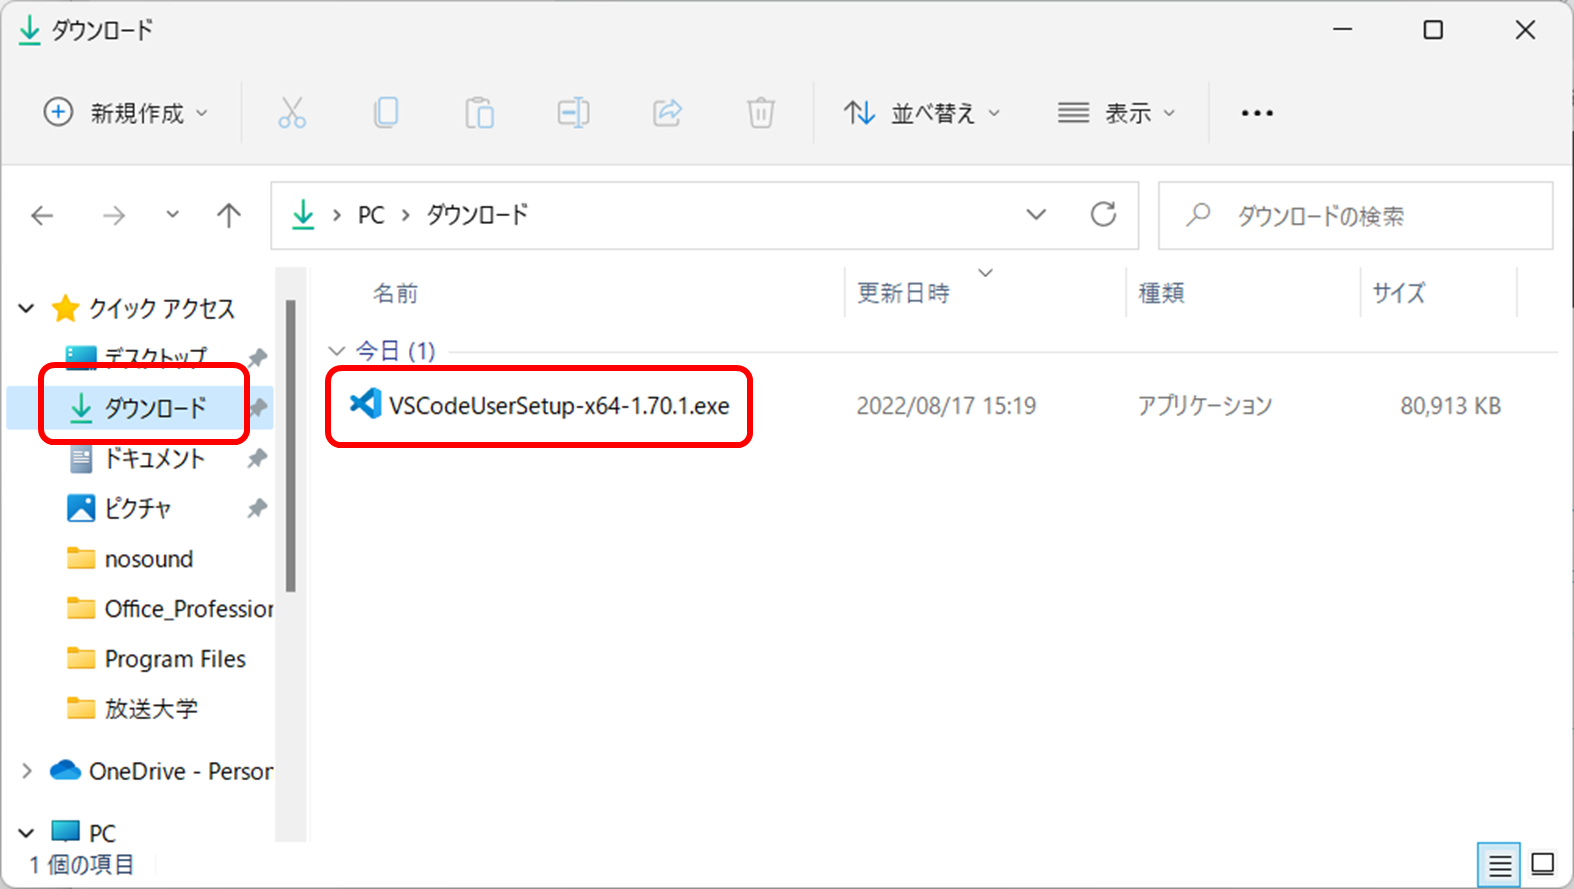 ダウンロード
新規作成
並べ替え
表示
PC
ダウンロード
ダウンロードの検索
名前
更新日時
種類
サイズ
クイック アクセス
デスクトップ
ダウンロード
ドキュメント
ピクチャ
nosound
Office_Profession
Program Files
放送大学
OneDrive - Person
PC
今日 (1)
VSCodeUserSetup-x64-1.70.1.exe
2022/08/17 15:19
アプリケーション
80,913 KB
1 個の項目